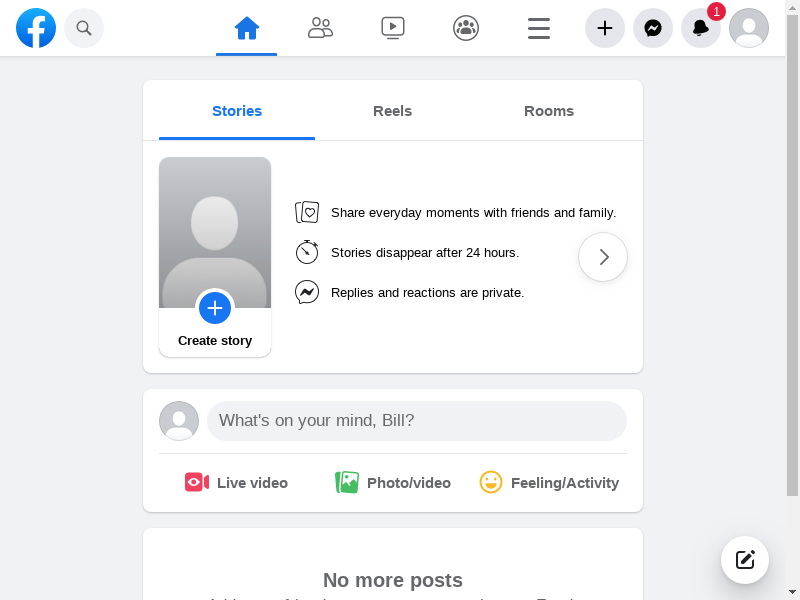 1
Stories
Reels
Rooms
Share everyday moments with friends and family.
Stories disappear after 24 hours.
Replies and reactions are private.
Create story
What's on your mind, Bill?
Live video
Photo/video
Feeling/Activity
No more posts